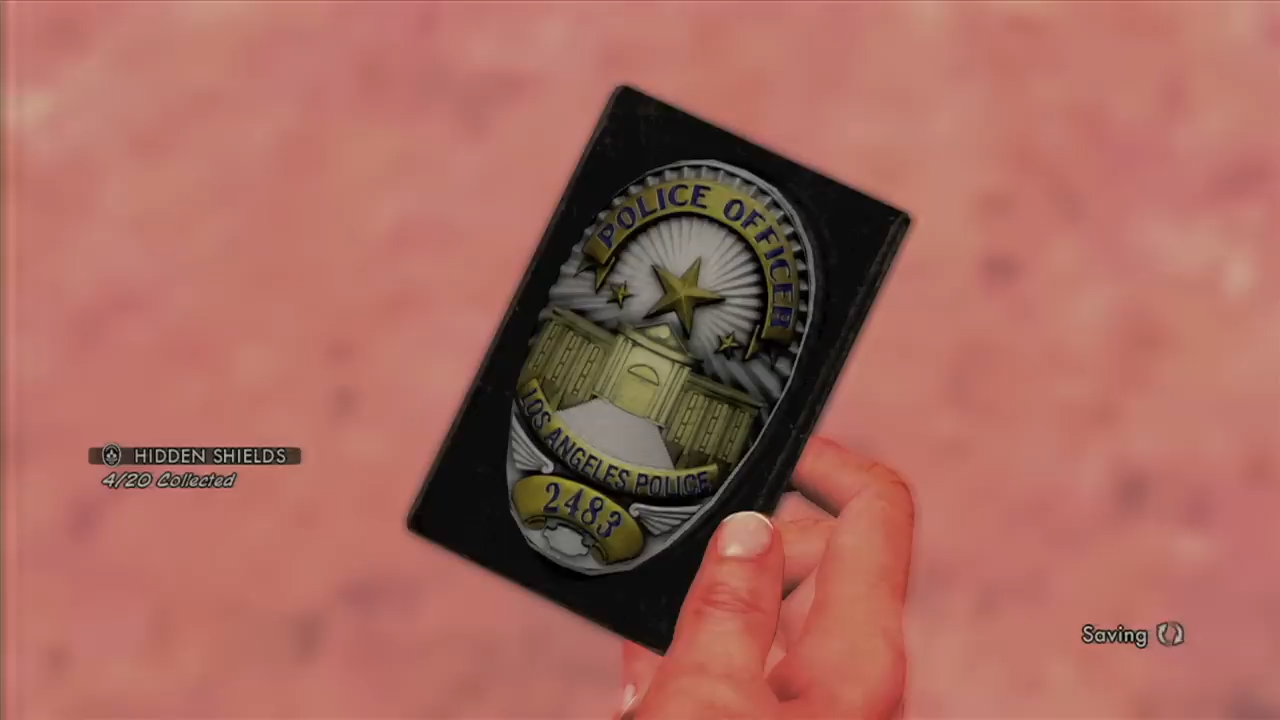 POLICE OFFICER
LOS ANGELES POLICE
2483
HIDDEN SHIELDS
4/20 Collected
Saving